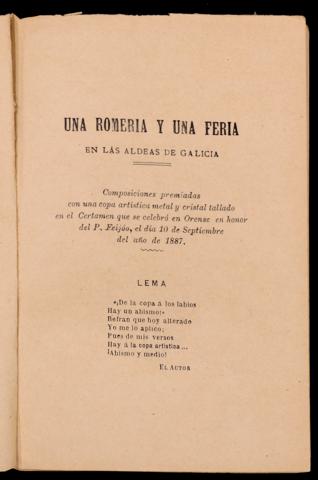 UNA ROMERIA Y UNA FERIA
EN LÁS ALDEAS DE GALICIA
Composiciones premiadas
con una copa artística metal y cristal tallado
en el Certamen que se celebró en Orense en honor
del P. Feijóo, el día 10 de Septiembre
del año de 1887.
LEMA
«¡De la copa á los labios
Hay un abismo!»
Refran que hoy alterado
Yo me lo aplico;
Pues de mis versos
Hay á la copa artística...
¡Abismo y medio!
EL AUTOR